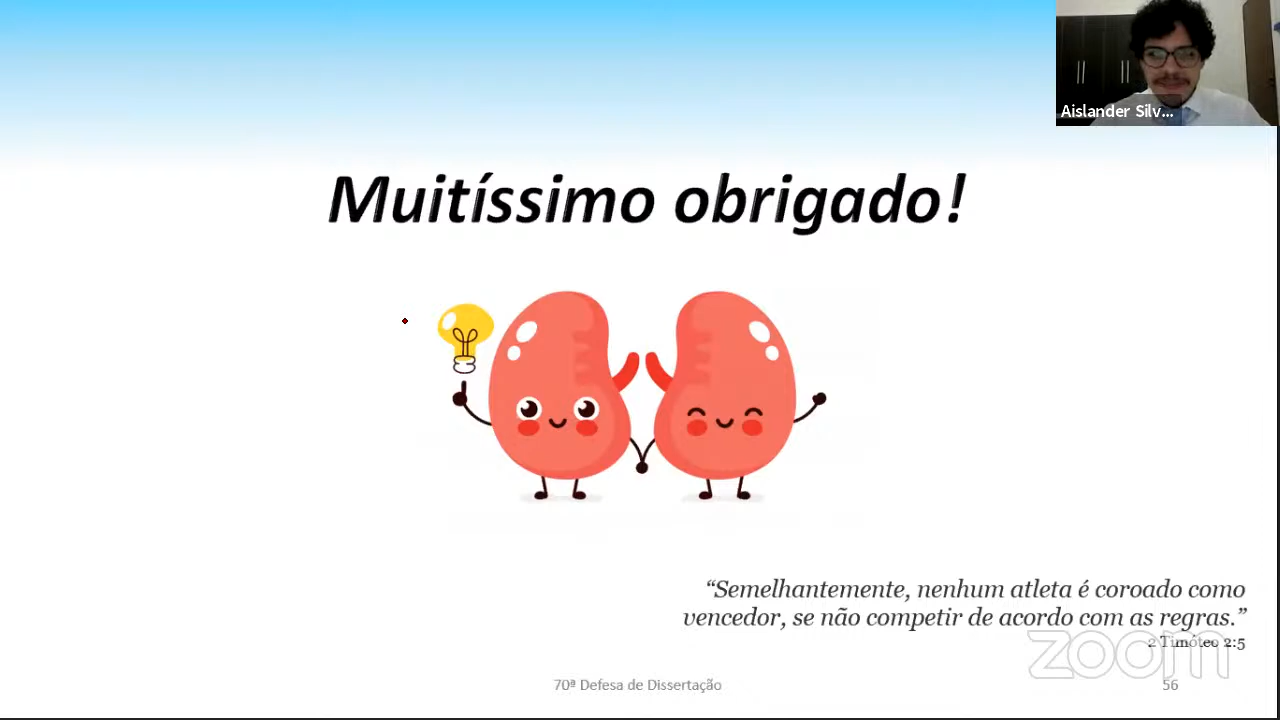 Aislander Silv...
Muitíssimo obrigado!
“Semelhantemente, nenhum atleta é coroado como
vencedor, se não competir de acordo com as regras.”
2 Timóteo 2:5
zoom
70ª Defesa de Dissertação
56